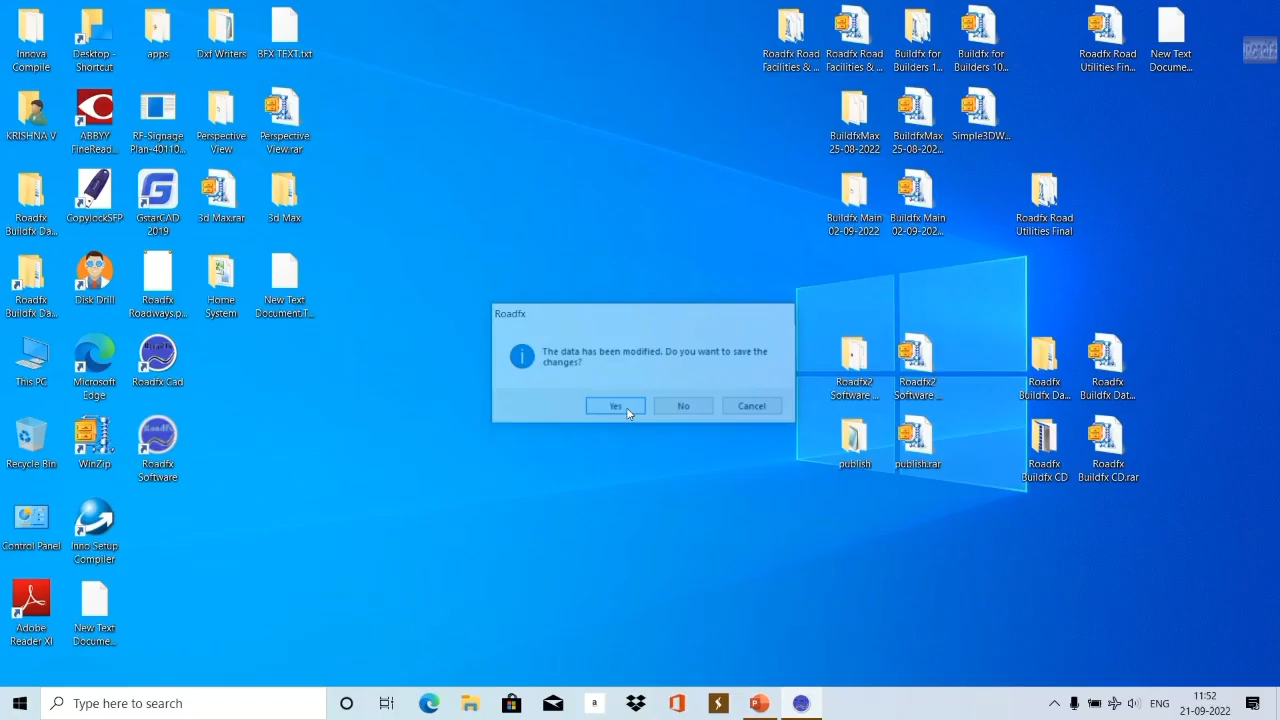 Innova
Compile
Desktop -
Shortcut
apps
Dxf Writers
BFX TEXT.txt
Roadfx Road
Facilities & ...
Roadfx Road
Facilities & ...
Buildfx for
Builders 1...
Buildfx for
Builders 10...
Roadfx Road
Utilities Fin...
New Text
Docume...
KRISHNA V
ABBYY
FineRead...
RF-Signage
Plan-40110...
Perspective
View
Perspective
View.rar
BuildfxMax
25-08-2022
BuildfxMax
25-08-202...
Simple3DW...
Roadfx
Buildfx Da...
CopylockSFP
GstarCAD
2019
3d Max.rar
3d Max
Buildfx Main
02-09-2022
Buildfx Main
02-09-202...
Roadfx Road
Utilities Final
Roadfx
Buildfx Da...
Disk Drill
Roadfx
Roadways.p...
Home
System
New Text
Document.T...
Roadfx
The data has been modified. Do you want to save the
changes?
Yes
No
Cancel
This PC
Microsoft
Edge
Roadfx Cad
Roadfx2
Software ...
Roadfx2
Software ...
Roadfx
Buildfx Da...
Roadfx
Buildfx Dat...
Recycle Bin
WinZip
Roadfx
Software
publish
publish.rar
Roadfx
Buildfx CD
Roadfx
Buildfx CD.rar
Control Panel
Inno Setup
Compiler
Adobe
Reader XI
New Text
Docume...
Type here to search
ENG
11:52
21-09-2022